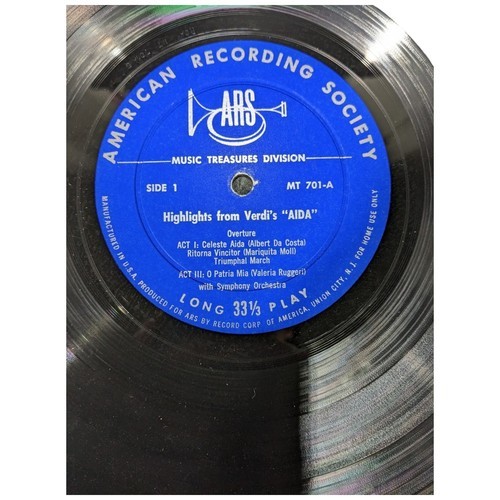 AMERICAN RECORDING SOCIETY
ARS
MUSIC TREASURES DIVISION
SIDE 1 MT 701-A
Highlights from Verdi's "AIDA"
Overture
ACT I: Celeste Aida (Albert Da Costa)
Ritorna Vincitor (Mariquita Moll)
Triumphal March
ACT III: O Patria Mia (Valeria Ruggeri)
with Symphony Orchestra
LONG 33⅓ PLAY
MANUFACTURED IN U.S.A. PRODUCED FOR ARS BY RECORD CORP OF AMERICA, UNION CITY, N. J. FOR HOME USE ONLY